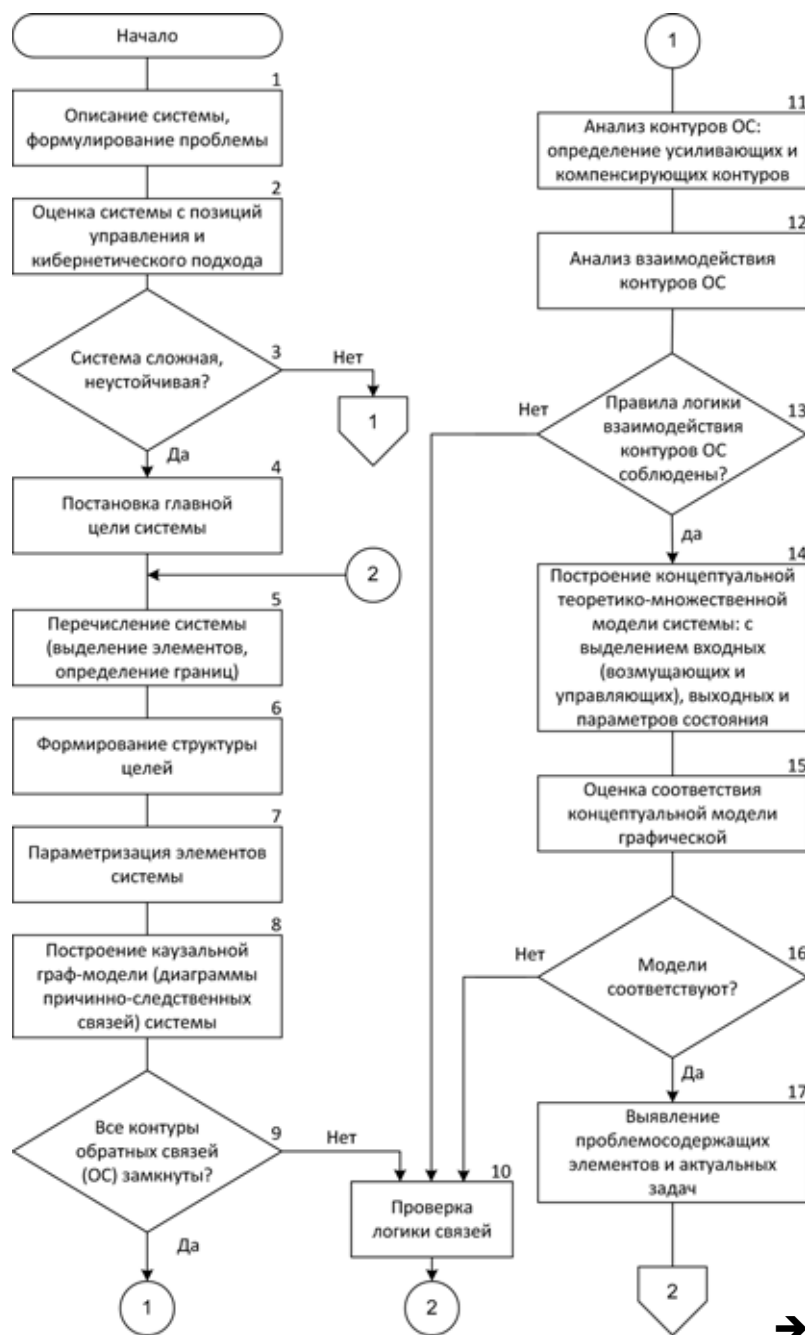 Начало
1
Описание системы,
формулирование проблемы
2
Оценка системы с позиций
управления и
кибернетического подхода
Система сложная,
неустойчивая?
3
Нет
1
Да
4
Постановка главной
цели системы
2
5
Перечисление системы
(выделение элементов,
определение границ)
6
Формирование структуры
целей
7
Параметризация элементов
системы
8
Построение каузальной
граф-модели (диаграммы
причинно-следственных
связей) системы
Все контуры
обратных связей
(ОС) замкнуты?
9
Нет
Да
1
10
Проверка
логики связей
2
1
11
Анализ контуров ОС:
определение усиливающих и
компенсирующих контуров
12
Анализ взаимодействия
контуров ОС
Нет
Правила логики
взаимодействия
контуров ОС
соблюдены?
13
да
14
Построение концептуальной
теоретико-множественной
модели системы: с
выделением входных
(возмущающих и
управляющих), выходных и
параметров состояния
15
Оценка соответствия
концептуальной модели
графической
Нет
Модели
соответствуют?
16
Да
17
Выявление
проблемосодержащих
элементов и актуальных
задач
2